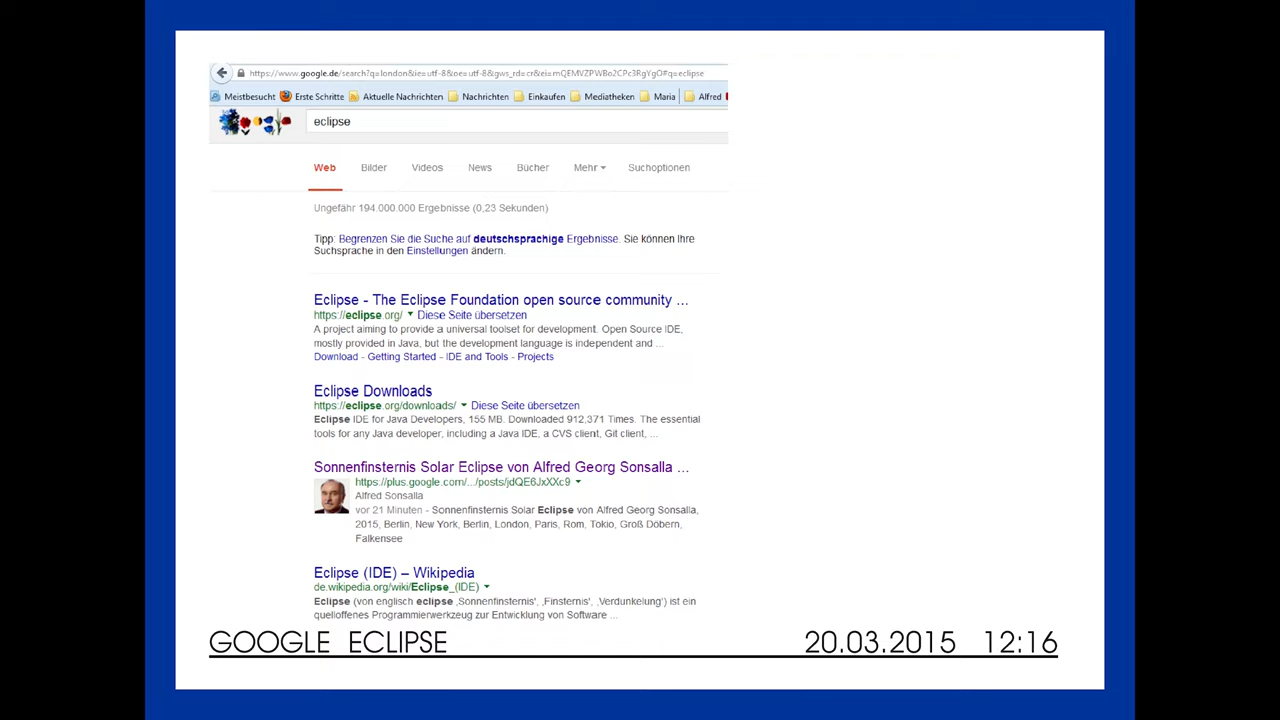 https://www.google.de/search?q=london&ie=utf-8&oe=utf-8&gws_rd=cr&ei=mQEMVZPWBo2CPc3RgYgO#q=eclipse
Meistbesucht Erste Schritte Aktuelle Nachrichten Nachrichten Einkaufen Mediatheken Maria Alfred
eclipse
Web Bilder Videos News Bücher Mehr Suchoptionen
Ungefähr 194.000.000 Ergebnisse (0,23 Sekunden)
Tipp: Begrenzen Sie die Suche auf deutschsprachige Ergebnisse. Sie können Ihre
Suchsprache in den Einstellungen ändern.
Eclipse - The Eclipse Foundation open source community ...
https://eclipse.org/ Diese Seite übersetzen
A project aiming to provide a universal toolset for development. Open Source IDE,
mostly provided in Java, but the development language is independent and ...
Download - Getting Started - IDE and Tools - Projects
Eclipse Downloads
https://eclipse.org/downloads/ Diese Seite übersetzen
Eclipse IDE for Java Developers, 155 MB. Downloaded 912,371 Times. The essential
tools for any Java developer, including a Java IDE, a CVS client, Git client, ...
Sonnenfinsternis Solar Eclipse von Alfred Georg Sonsalla ...
https://plus.google.com/.../posts/jdQE6JxXXc9
Alfred Sonsalla
vor 21 Minuten - Sonnenfinsternis Solar Eclipse von Alfred Georg Sonsalla,
2015, Berlin, New York, Berlin, London, Paris, Rom, Tokio, Groß Döbern,
Falkensee
Eclipse (IDE) – Wikipedia
de.wikipedia.org/wiki/Eclipse_(IDE)
Eclipse (von englisch eclipse ‚Sonnenfinsternis', ‚Finsternis', ‚Verdunkelung') ist ein
quelloffenes Programmierwerkzeug zur Entwicklung von Software ...
GOOGLE ECLIPSE 20.03.2015 12:16